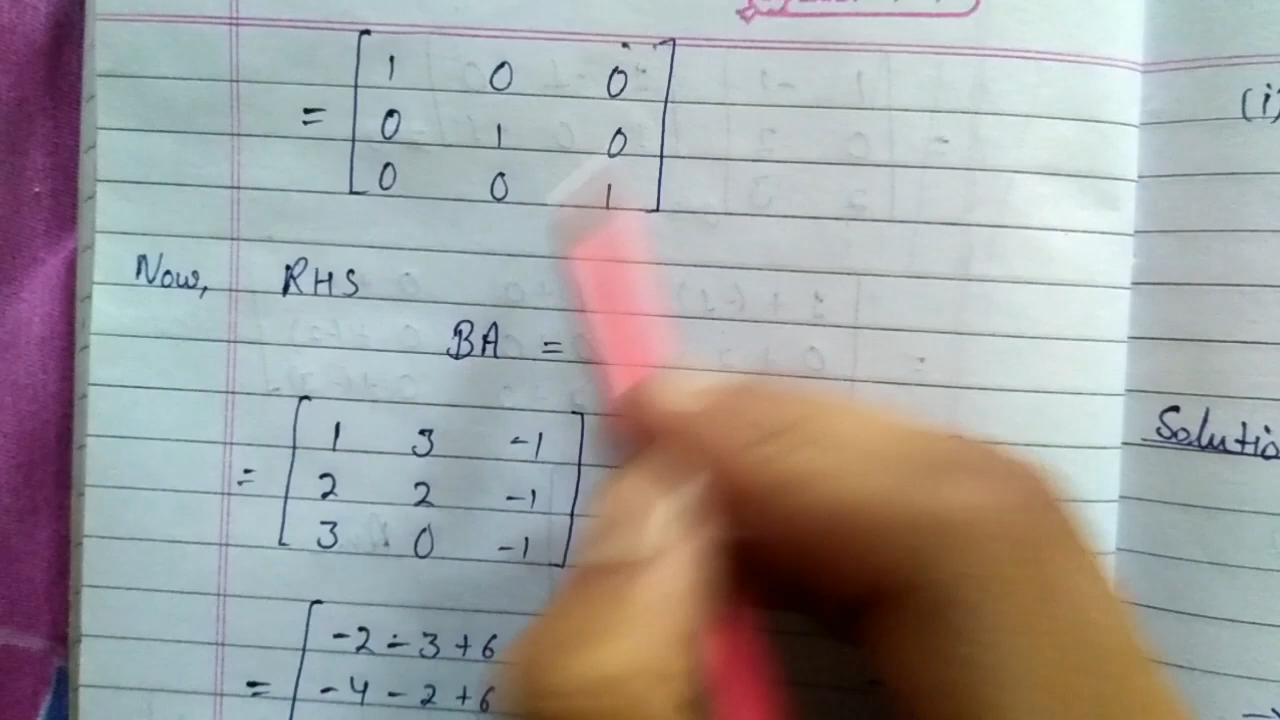 1 0 0
= 0 1 0
0 0 1
(i)
Now, RHS
BA =
1 3 -1
= 2 2 -1
3 0 -1
-2 - 3 + 6
= -4 - 2 + 6